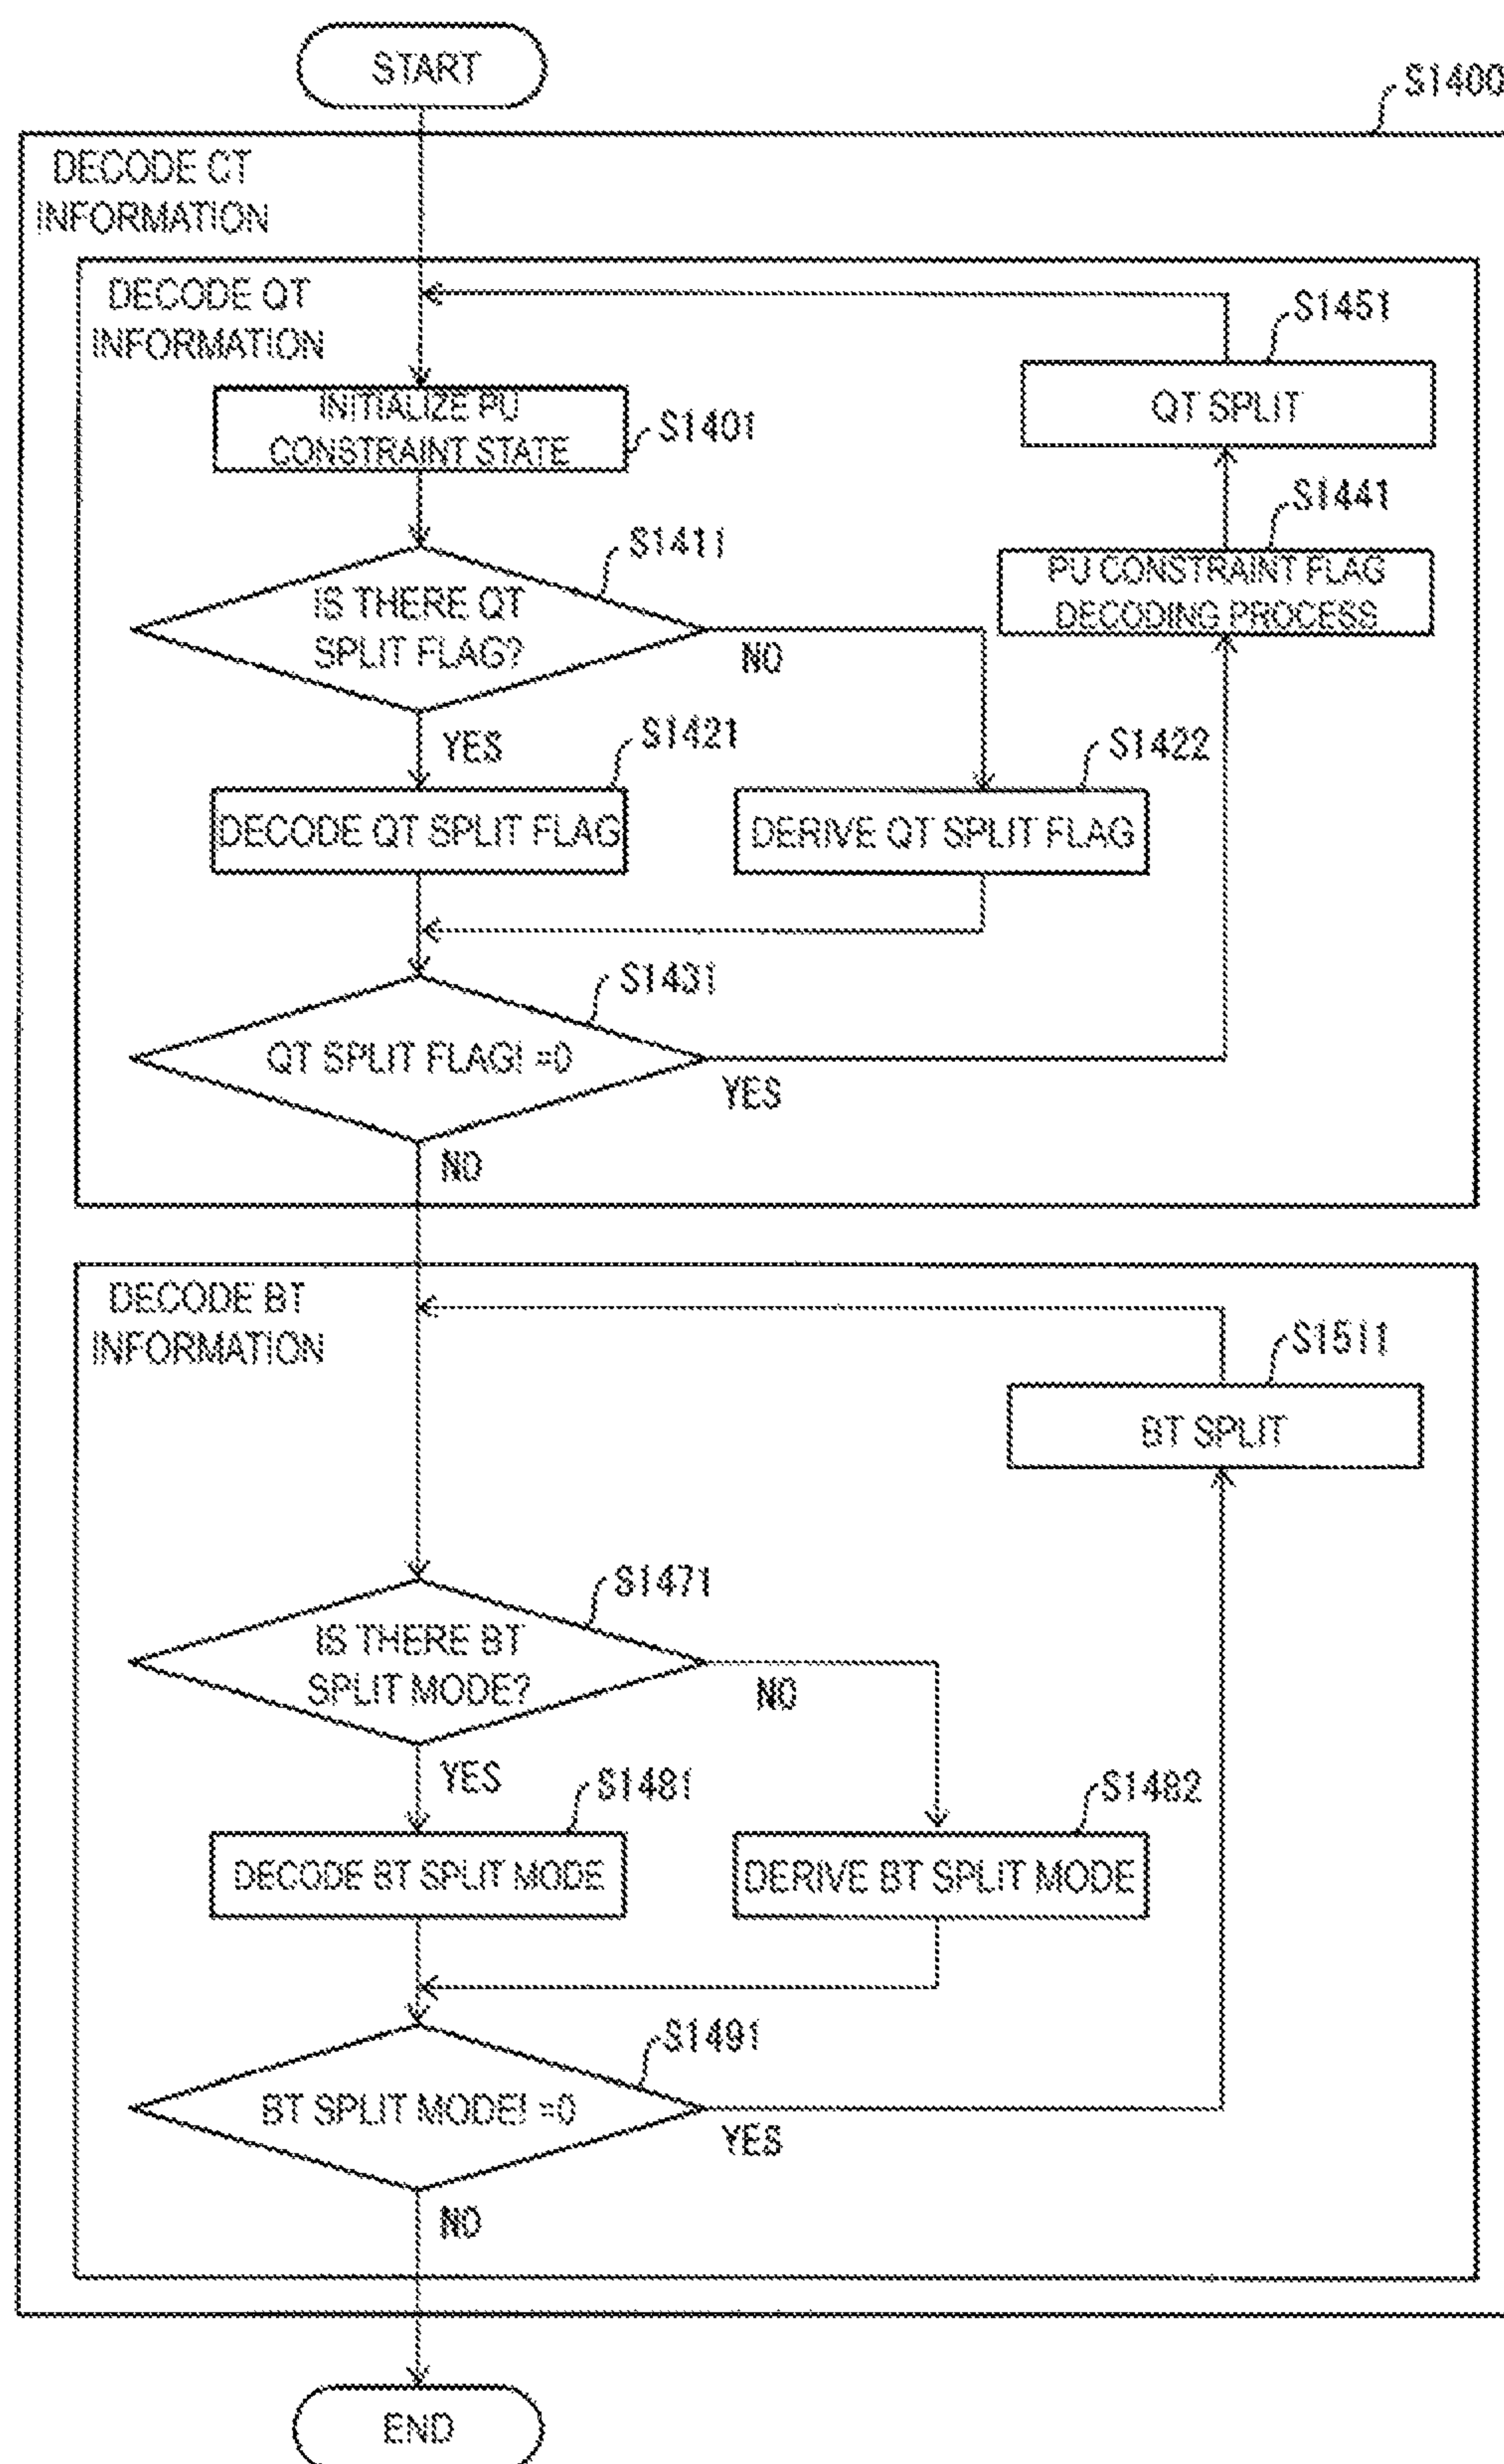 START
S1400
DECODE CT
INFORMATION
DECODE QT
INFORMATION
S1451
QT SPLIT
INITIALIZE PU
CONSTRAINT STATE
S1401
S1441
PU CONSTRAINT FLAG
DECODING PROCESS
S1411
IS THERE QT
SPLIT FLAG?
NO
YES
S1421
S1422
DECODE QT SPLIT FLAG
DERIVE QT SPLIT FLAG
S1431
QT SPLIT FLAG! =0
YES
NO
DECODE BT
INFORMATION
S1511
BT SPLIT
S1471
IS THERE BT
SPLIT MODE?
NO
YES
S1481
S1482
DECODE BT SPLIT MODE
DERIVE BT SPLIT MODE
S1491
BT SPLIT MODE! =0
YES
NO
END